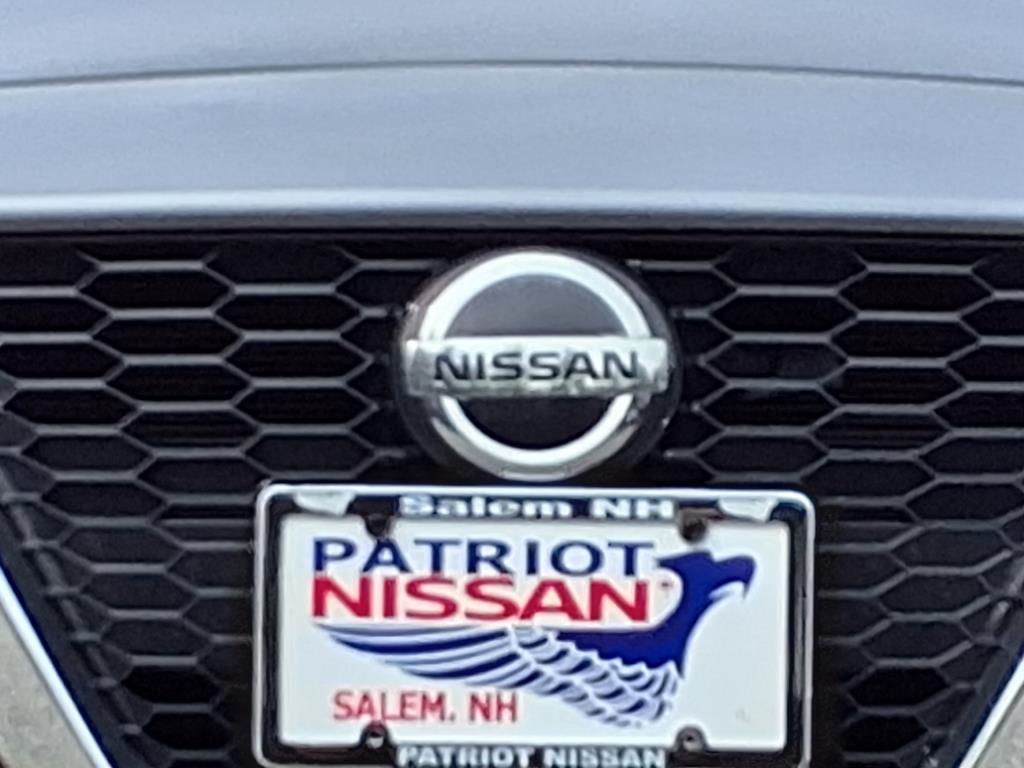 NISSAN
Salem NH
PATRIOT
NISSAN
SALEM, NH
PATRIOT NISSAN